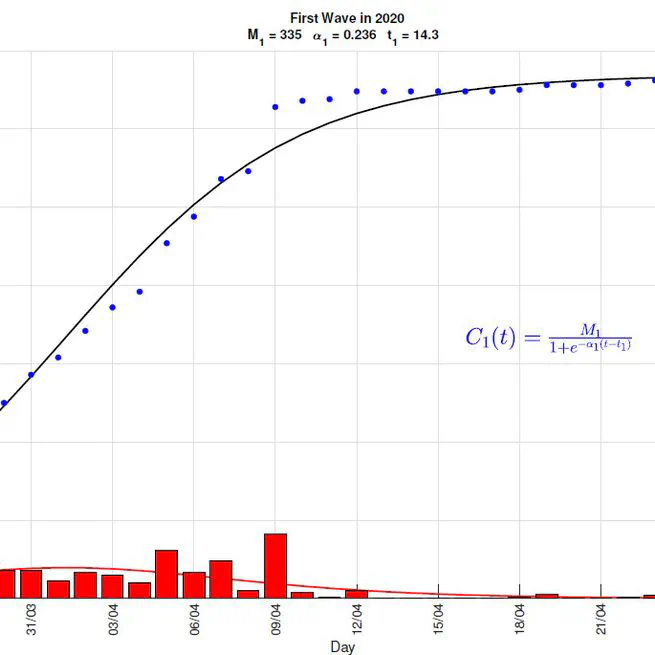 First Wave in 2020
M₁ = 335 α₁ = 0.236 t₁ = 14.3
C₁(t) = M₁ / 1+e^(−α₁(t−t₁))
31/03 03/04 06/04 09/04 12/04 15/04 18/04 21/04
Day